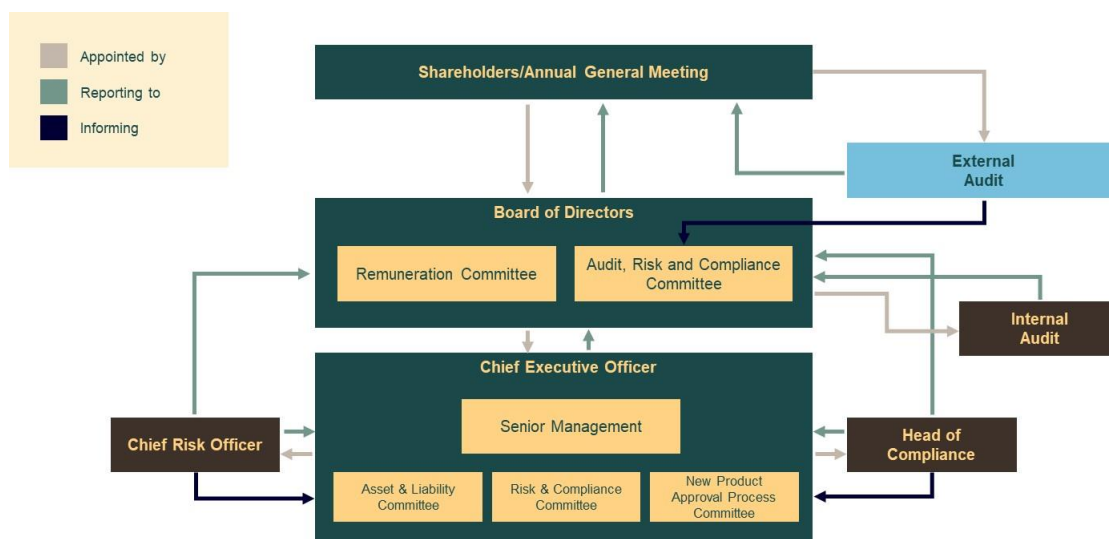 Appointed by
Reporting to
Informing
Shareholders/Annual General Meeting
External
Audit
Board of Directors
Remuneration Committee
Audit, Risk and Compliance
Committee
Internal
Audit
Chief Executive Officer
Senior Management
Chief Risk Officer
Head of
Compliance
Asset & Liability
Committee
Risk & Compliance
Committee
New Product
Approval Process
Committee